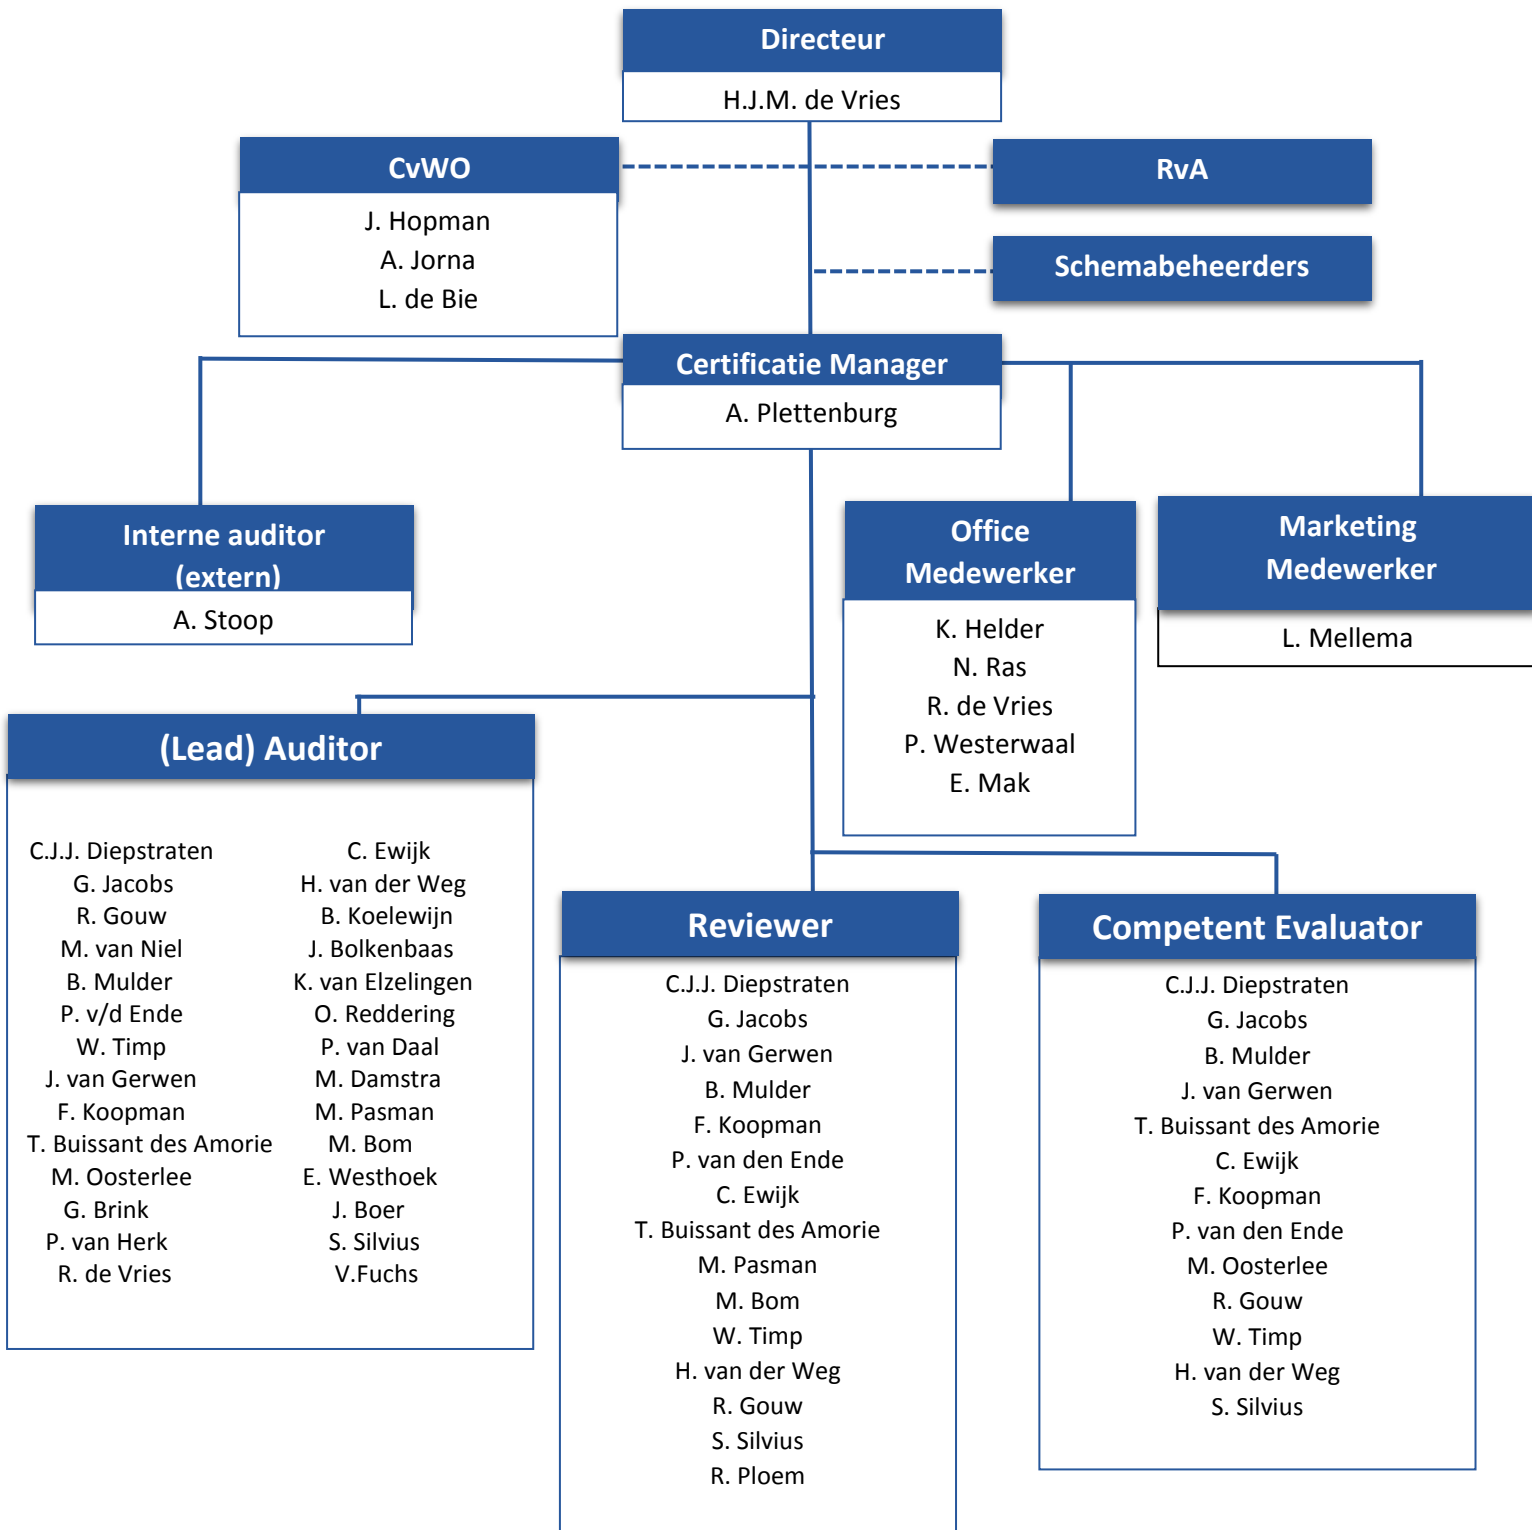 Directeur
H.J.M. de Vries
CvWO
J. Hopman
A. Jorna
L. de Bie
RvA
Schemabeheerders
Certificatie Manager
A. Plettenburg
Interne auditor
(extern)
A. Stoop
Office
Medewerker
K. Helder
N. Ras
R. de Vries
P. Westerwaal
E. Mak
Marketing
Medewerker
L. Mellema
(Lead) Auditor
C.J.J. Diepstraten
G. Jacobs
R. Gouw
M. van Niel
B. Mulder
P. v/d Ende
W. Timp
J. van Gerwen
F. Koopman
T. Buissant des Amorie
M. Oosterlee
G. Brink
P. van Herk
R. de Vries
C. Ewijk
H. van der Weg
B. Koelewijn
J. Bolkenbaas
K. van Elzelingen
O. Reddering
P. van Daal
M. Damstra
M. Pasman
M. Bom
E. Westhoek
J. Boer
S. Silvius
V.Fuchs
Reviewer
C.J.J. Diepstraten
G. Jacobs
J. van Gerwen
B. Mulder
F. Koopman
P. van den Ende
C. Ewijk
T. Buissant des Amorie
M. Pasman
M. Bom
W. Timp
H. van der Weg
R. Gouw
S. Silvius
R. Ploem
Competent Evaluator
C.J.J. Diepstraten
G. Jacobs
B. Mulder
J. van Gerwen
T. Buissant des Amorie
C. Ewijk
F. Koopman
P. van den Ende
M. Oosterlee
R. Gouw
W. Timp
H. van der Weg
S. Silvius